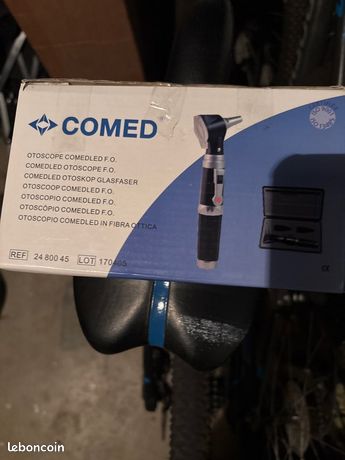 COMED
OTOSCOPE COMEDLED F.O.
COMEDLED OTOSCOPE F.O.
COMEDLED OTOSKOP GLASFASER
OTOSCOOP COMEDLED F.O.
OTOSCOPIO COMEDLED F.O.
OTOSCÓPIO COMEDLED F.O.
OTOSCOPIO COMEDLED IN FIBRA OTTICA
REF 24 800 45 LOT 170405
leboncoin